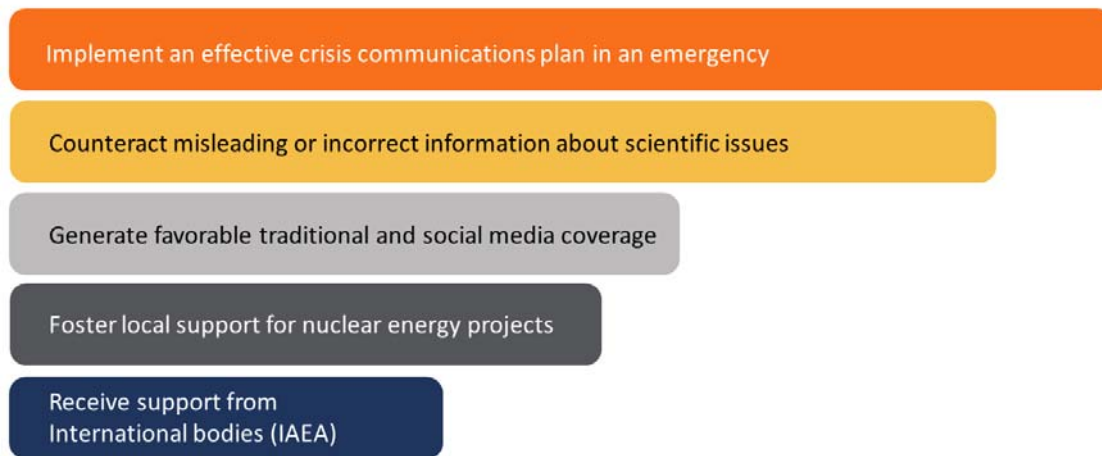 Implement an effective crisis communications plan in an emergency
Counteract misleading or incorrect information about scientific issues
Generate favorable traditional and social media coverage
Foster local support for nuclear energy projects
Receive support from
International bodies (IAEA)